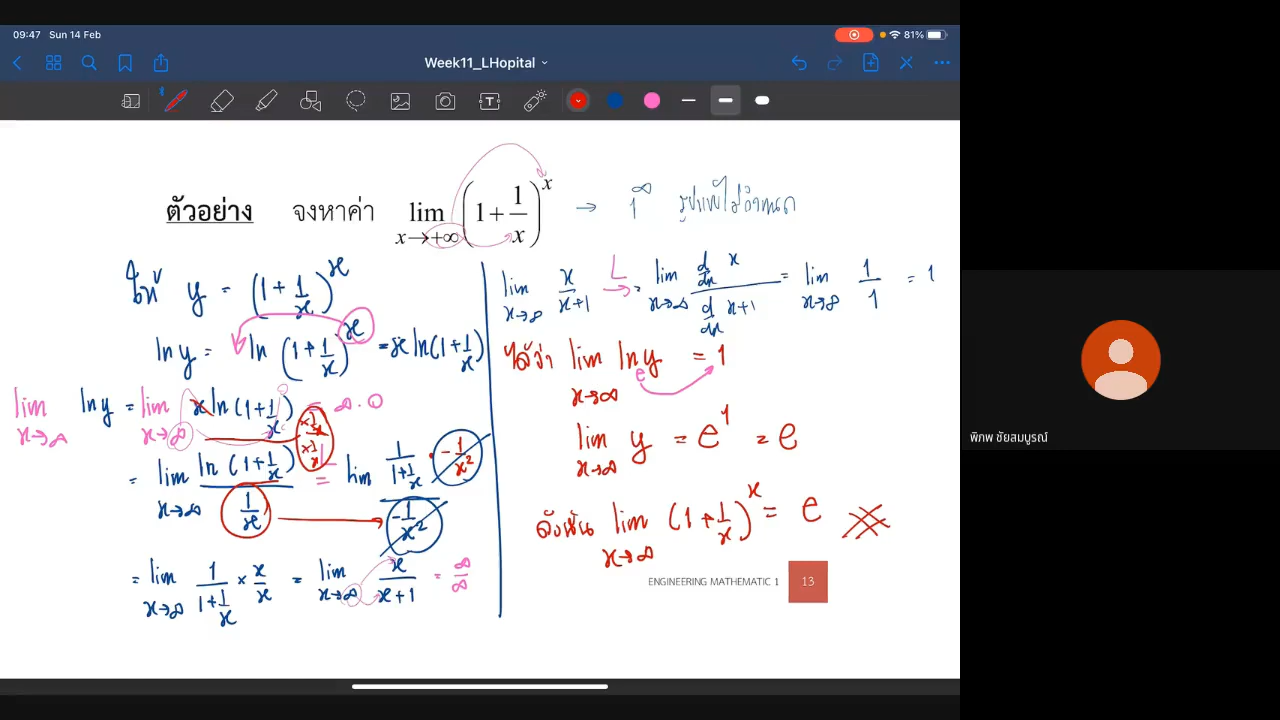 09:47 Sun 14 Feb 81%
Week11_LHopital
T
ตัวอย่าง จงหาค่า lim x→+∞ (1+1/x)^x → 1^∞ รูปแบบไม่กำหนด
ให้ y = (1+1/x)^x
ln y = ln(1+1/x)^x = x ln(1+1/x)
lim x→∞ ln y = lim x→∞ x ln(1+1/x) = ∞·0
×1/x
×1/x
= lim x→∞ ln(1+1/x) / (1/x) L= lim 1/(1+1/x) · -1/x² / (-1/x²)
= lim x→∞ 1/(1+1/x) × x/x = lim x→∞ x/(x+1) = ∞/∞
lim x→∞ x/(x+1) L→ = lim x→∞ (d/dx x)/(d/dx x+1) = lim x→∞ 1/1 = 1
ได้ว่า lim x→∞ ln y = 1
e
lim x→∞ y = e^1 = e
ดังนั้น lim x→∞ (1+1/x)^x = e
ENGINEERING MATHEMATIC 1 13
พิภพ ชัยสมบูรณ์